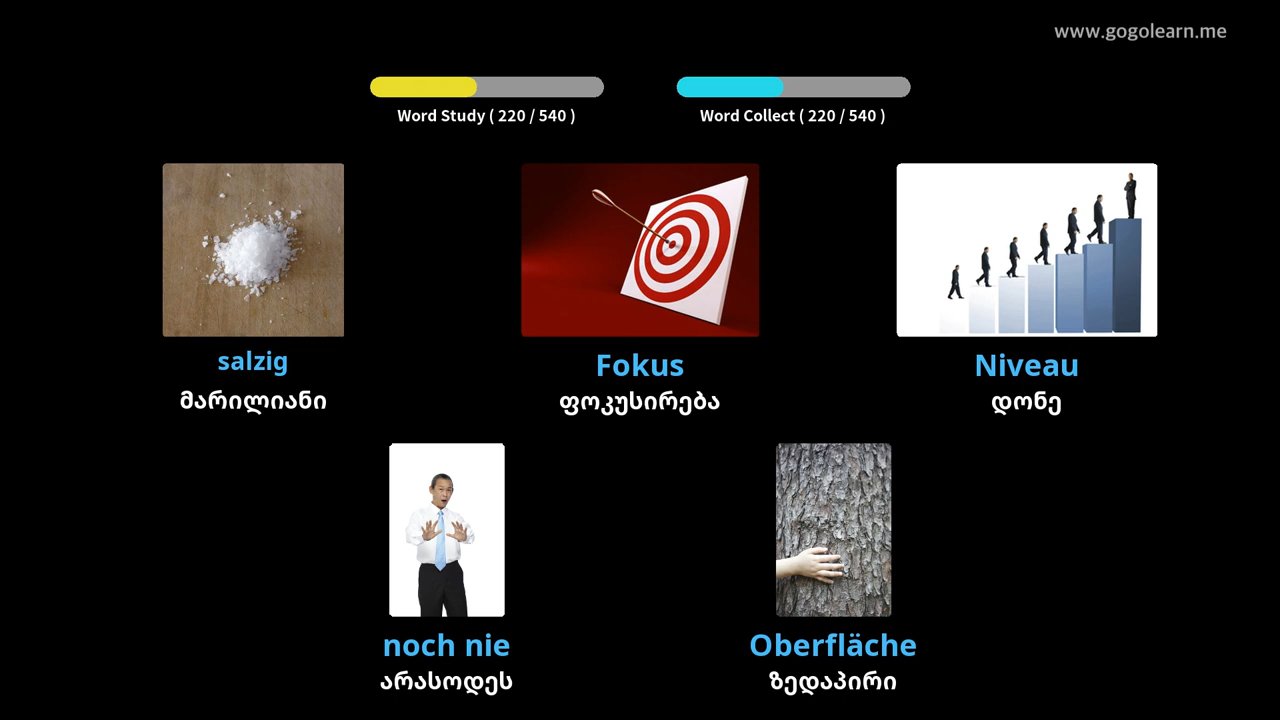 www.gogolearn.me
Word Study ( 220 / 540 )
Word Collect ( 220 / 540 )
salzig
მარილიანი
Fokus
ფოკუსირება
Niveau
დონე
noch nie
არასოდეს
Oberfläche
ზედაპირი